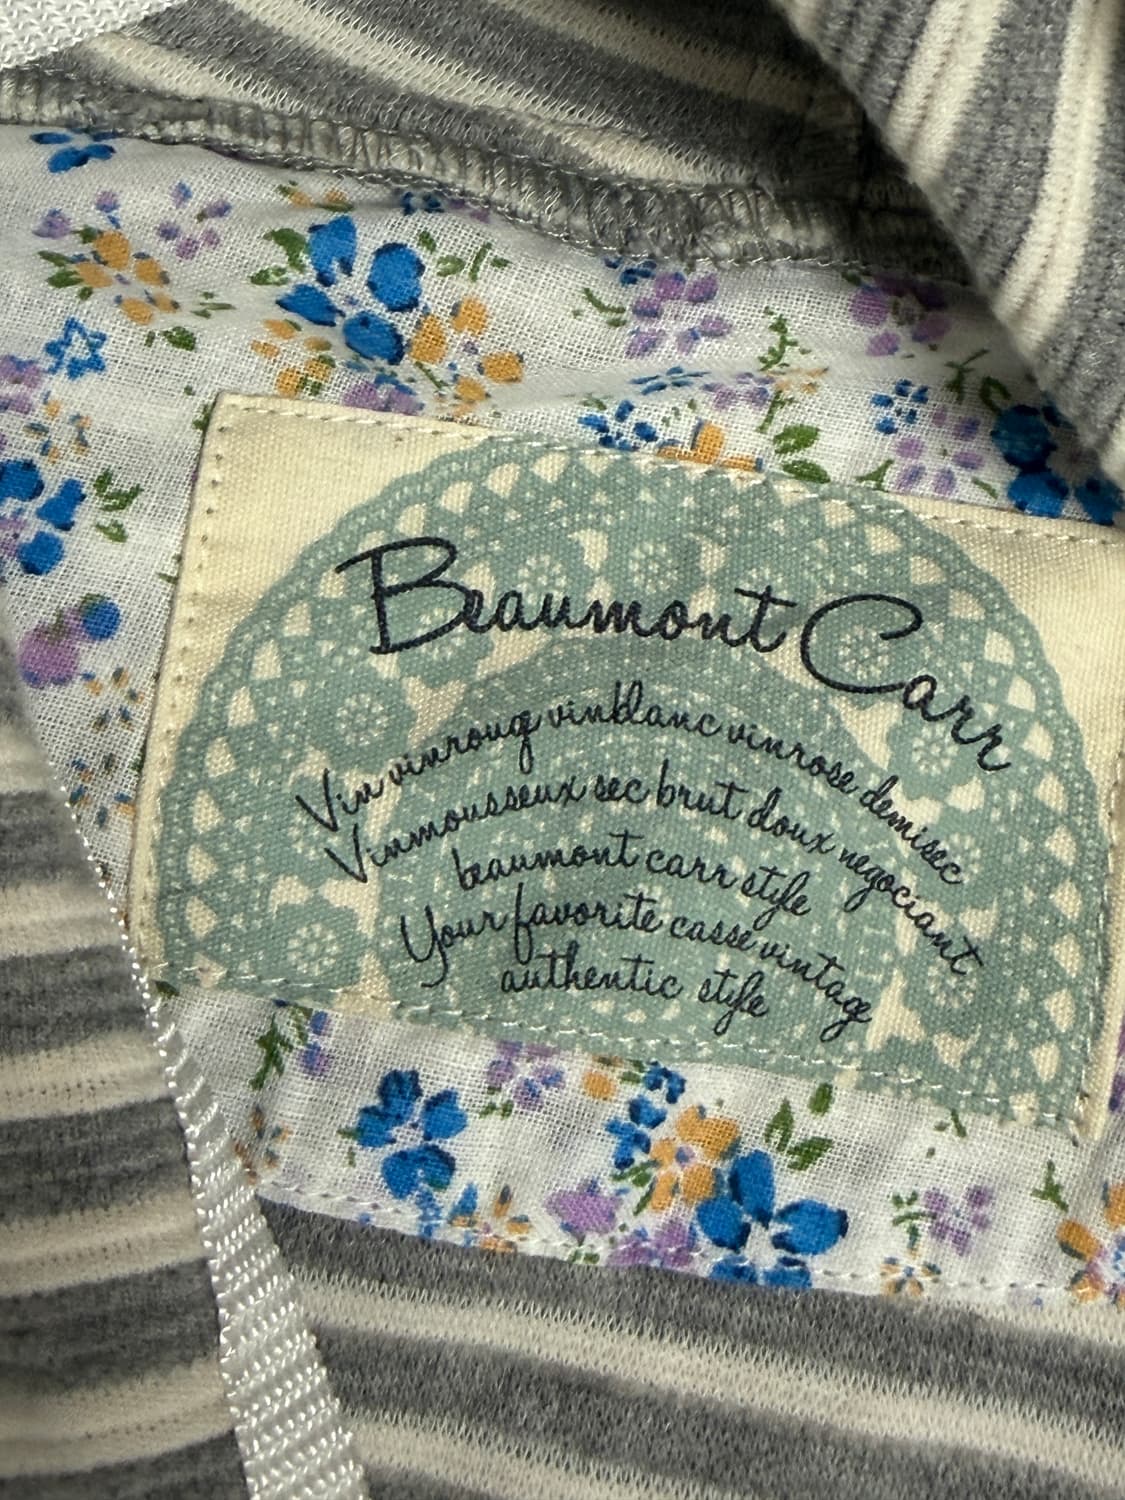 Beaumont Carr
Vin vinroug vinblanc vinrose demisec
Vinmousseux sec brut doux negociant
beaumont carr style
Your favorite casse vintag
authentic style